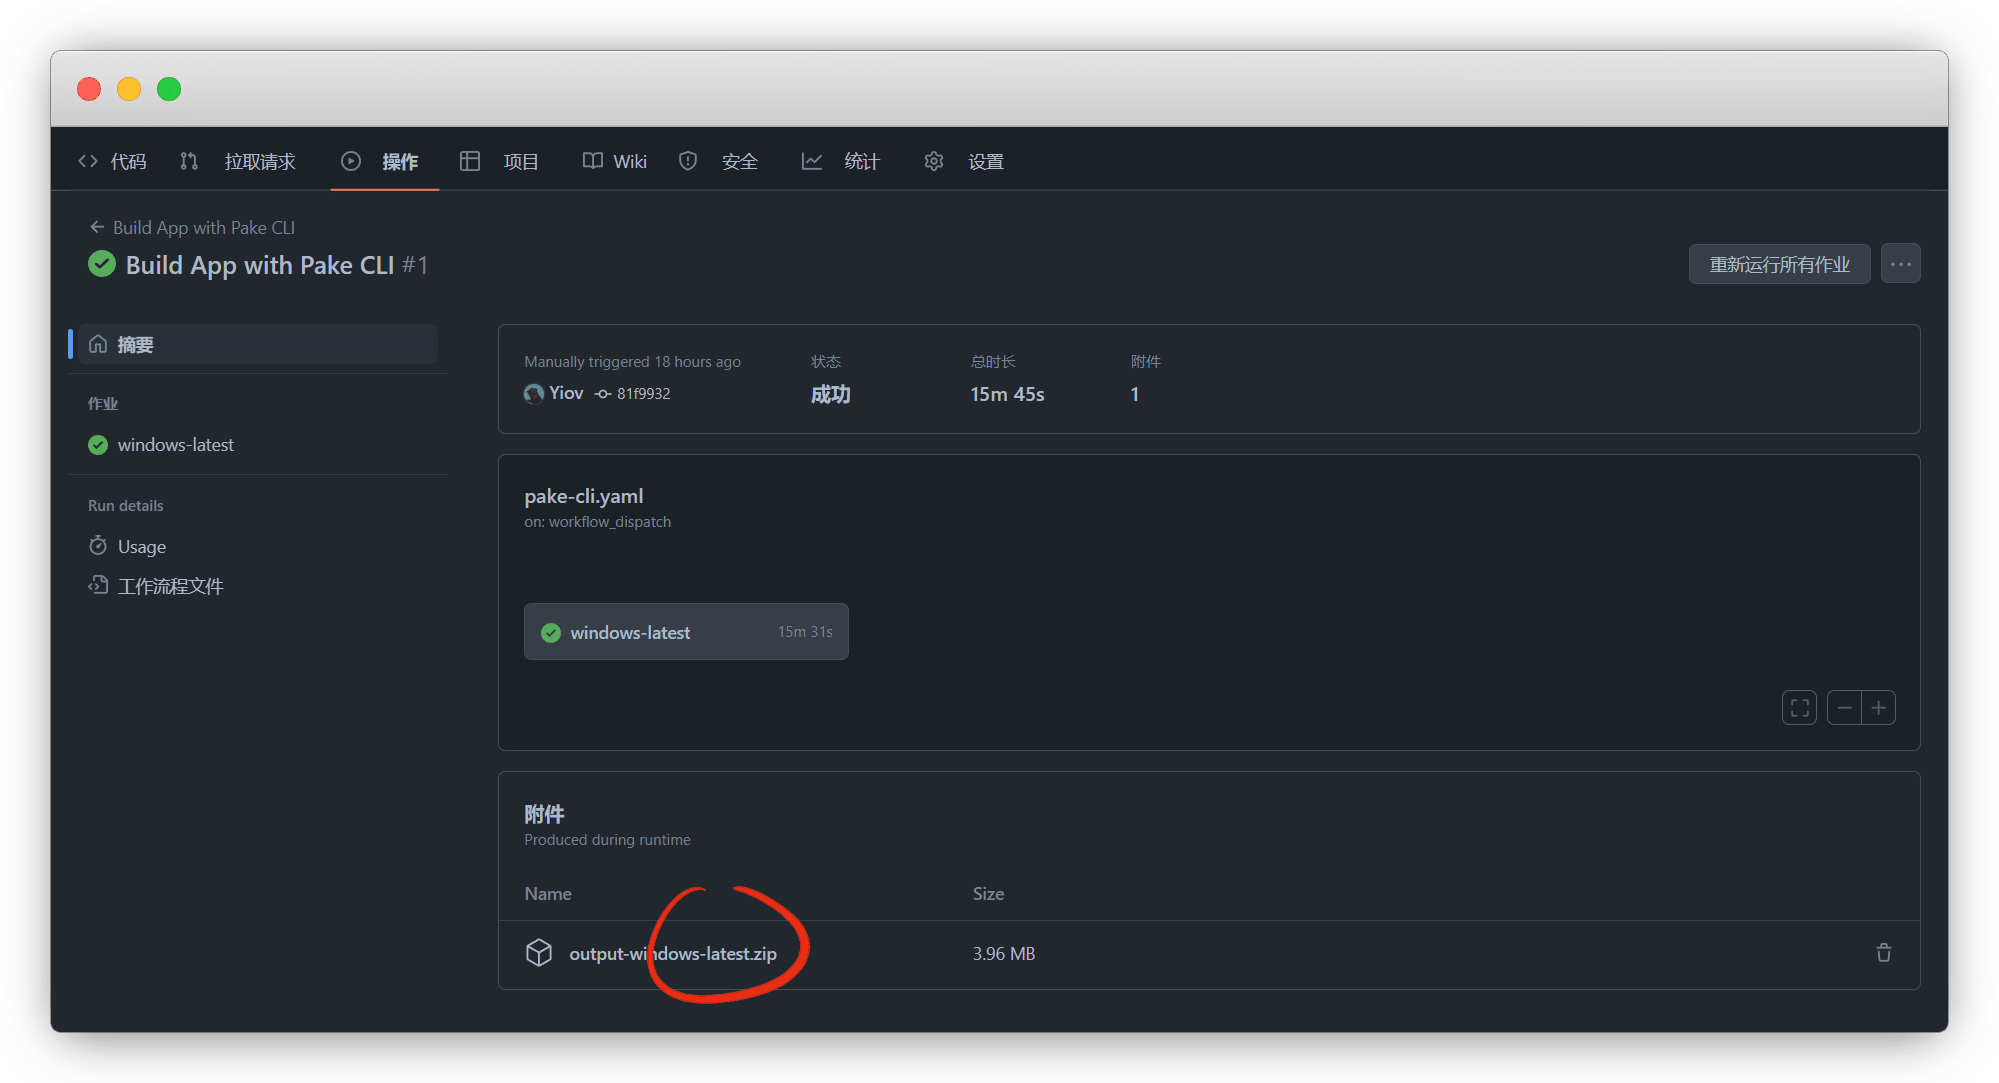 代码 拉取请求 操作 项目 Wiki 安全 统计 设置
Build App with Pake CLI
Build App with Pake CLI #1
重新运行所有作业
摘要
作业
windows-latest
Run details
Usage
工作流程文件
Manually triggered 18 hours ago 状态 总时长 附件
Yiov 81f9932 成功 15m 45s 1
pake-cli.yaml
on: workflow_dispatch
windows-latest 15m 31s
附件
Produced during runtime
Name Size
output-windows-latest.zip 3.96 MB